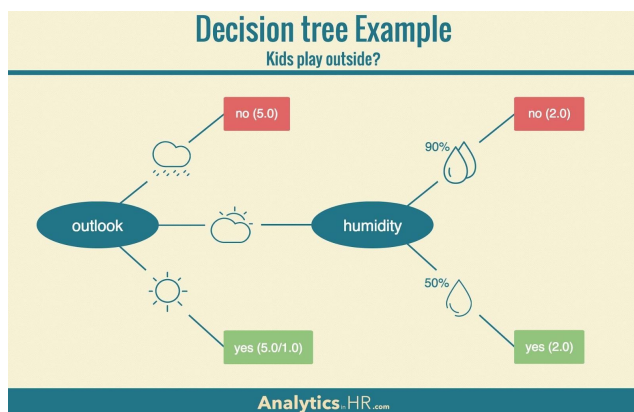 Decision tree Example
Kids play outside?
no (5.0)
no (2.0)
90%
outlook
humidity
50%
yes (5.0/1.0)
yes (2.0)
Analytics in HR.com